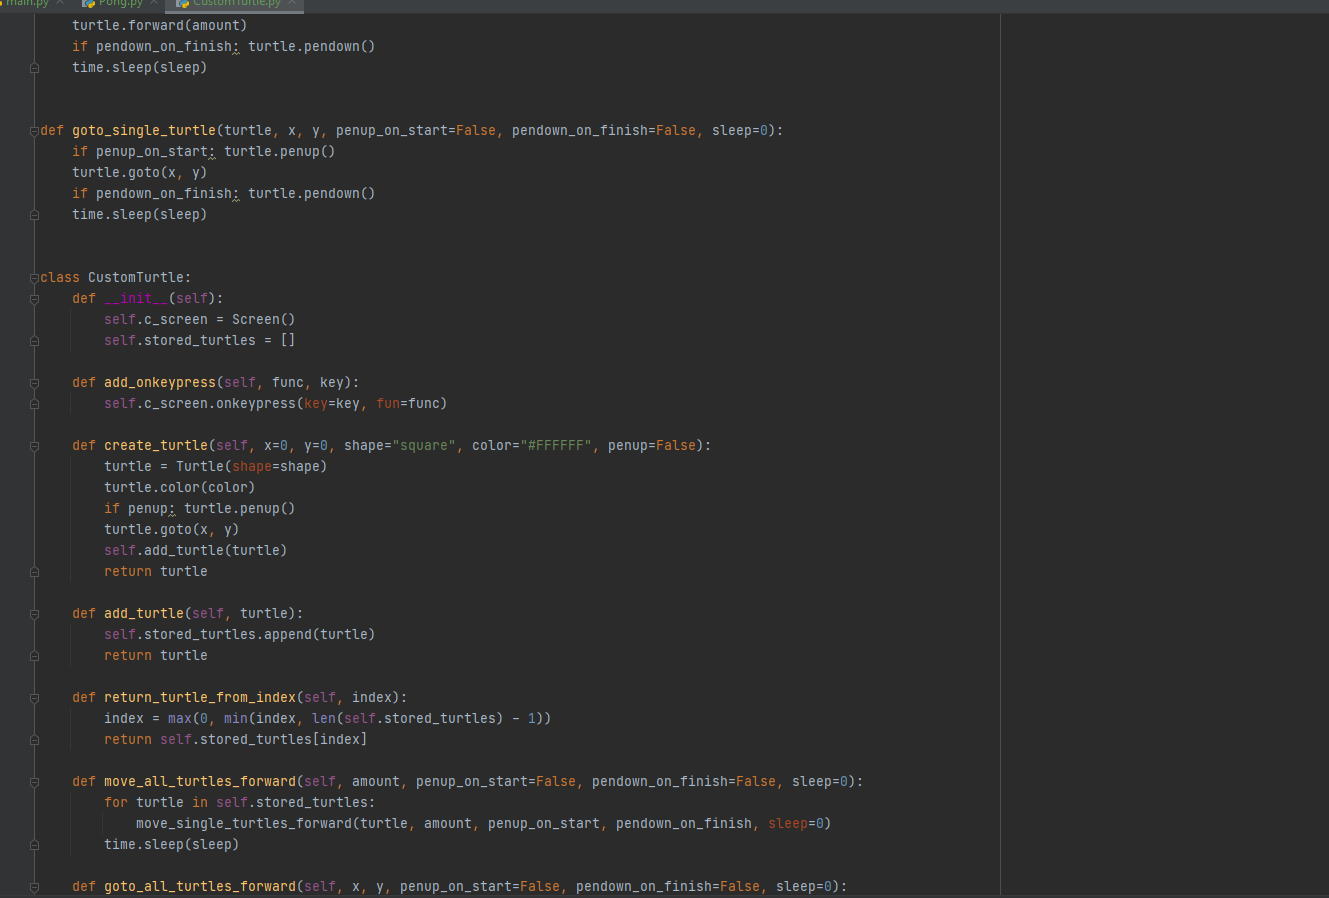 main.py Pong.py CustomTurtle.py
turtle.forward(amount)
if pendown_on_finish: turtle.pendown()
time.sleep(sleep)
def goto_single_turtle(turtle, x, y, penup_on_start=False, pendown_on_finish=False, sleep=0):
if penup_on_start: turtle.penup()
turtle.goto(x, y)
if pendown_on_finish: turtle.pendown()
time.sleep(sleep)
class CustomTurtle:
def __init__(self):
self.c_screen = Screen()
self.stored_turtles = []
def add_onkeypress(self, func, key):
self.c_screen.onkeypress(key=key, fun=func)
def create_turtle(self, x=0, y=0, shape="square", color="#FFFFFF", penup=False):
turtle = Turtle(shape=shape)
turtle.color(color)
if penup: turtle.penup()
turtle.goto(x, y)
self.add_turtle(turtle)
return turtle
def add_turtle(self, turtle):
self.stored_turtles.append(turtle)
return turtle
def return_turtle_from_index(self, index):
index = max(0, min(index, len(self.stored_turtles) - 1))
return self.stored_turtles[index]
def move_all_turtles_forward(self, amount, penup_on_start=False, pendown_on_finish=False, sleep=0):
for turtle in self.stored_turtles:
move_single_turtles_forward(turtle, amount, penup_on_start, pendown_on_finish, sleep=0)
time.sleep(sleep)
def goto_all_turtles_forward(self, x, y, penup_on_start=False, pendown_on_finish=False, sleep=0):